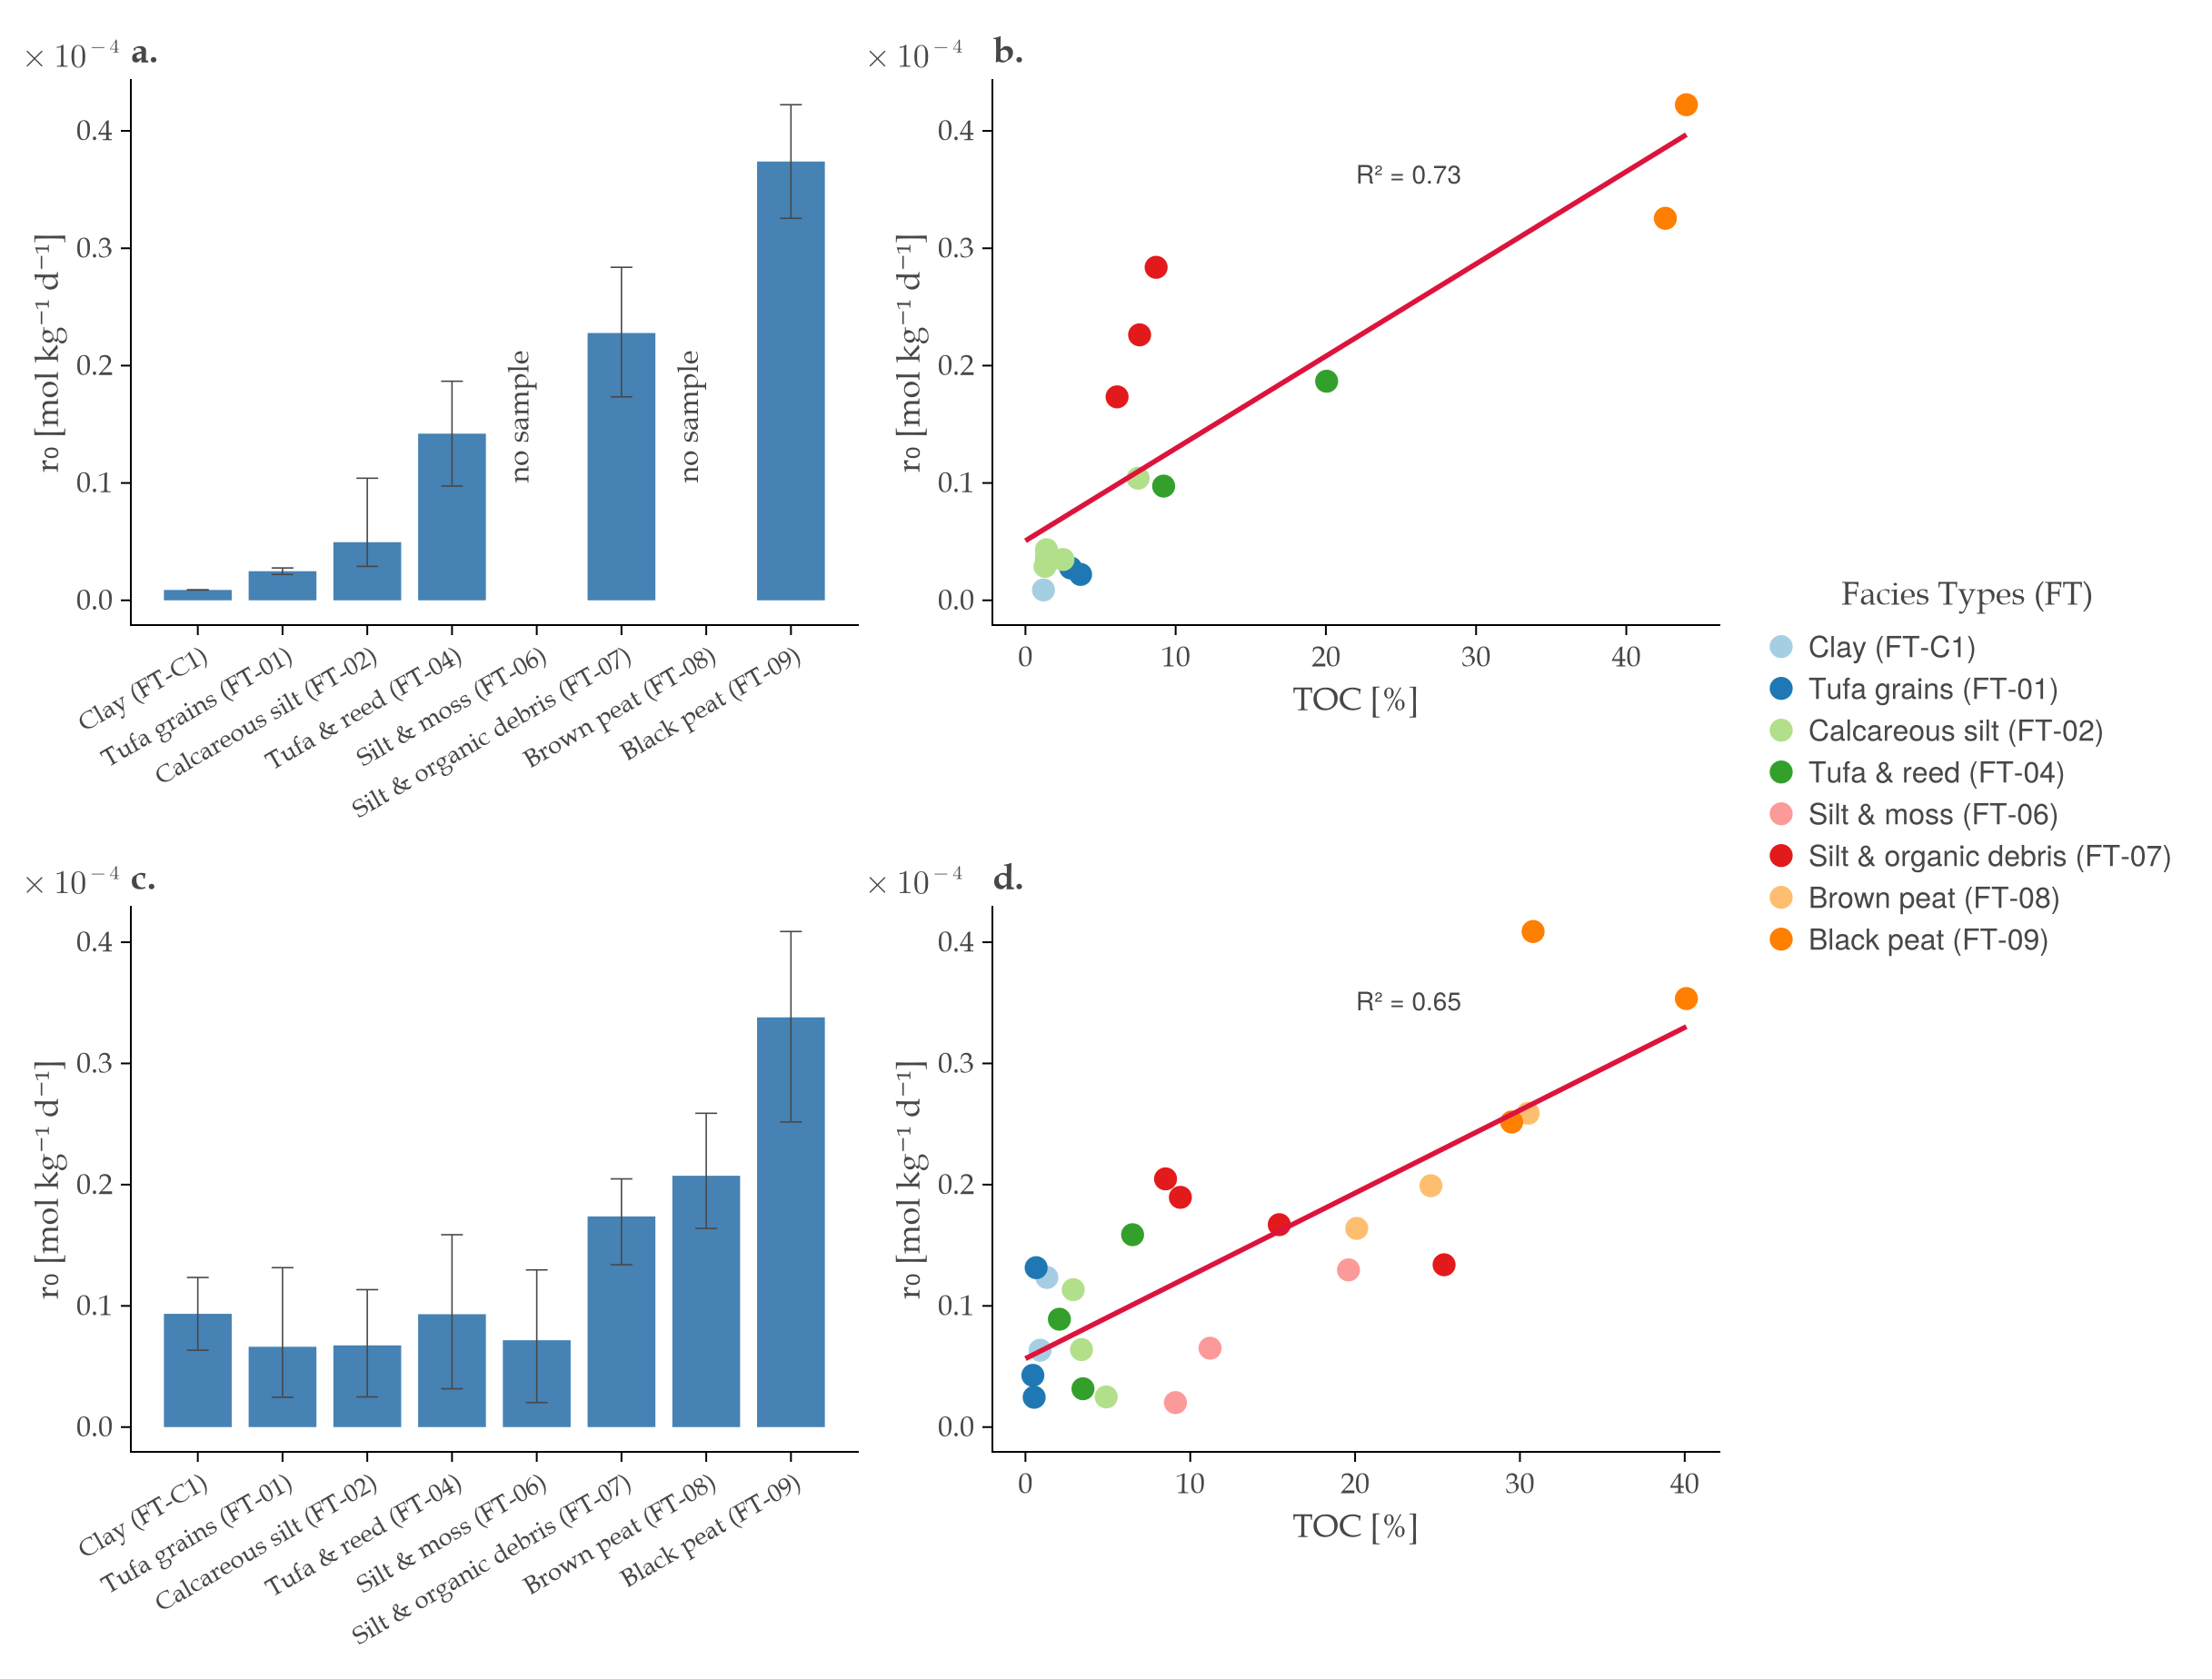 × 10⁻⁴ a.
0.4
0.3
0.2
0.1
0.0
r₀ [mol kg⁻¹ d⁻¹]
no sample
no sample
Clay (FT-C1)
Tufa grains (FT-01)
Calcareous silt (FT-02)
Tufa & reed (FT-04)
Silt & moss (FT-06)
Silt & organic debris (FT-07)
Brown peat (FT-08)
Black peat (FT-09)
× 10⁻⁴ b.
0.4
0.3
0.2
0.1
0.0
r₀ [mol kg⁻¹ d⁻¹]
R² = 0.73
0 10 20 30 40
TOC [%]
Facies Types (FT)
Clay (FT-C1)
Tufa grains (FT-01)
Calcareous silt (FT-02)
Tufa & reed (FT-04)
Silt & moss (FT-06)
Silt & organic debris (FT-07)
Brown peat (FT-08)
Black peat (FT-09)
× 10⁻⁴ c.
0.4
0.3
0.2
0.1
0.0
r₀ [mol kg⁻¹ d⁻¹]
Clay (FT-C1)
Tufa grains (FT-01)
Calcareous silt (FT-02)
Tufa & reed (FT-04)
Silt & moss (FT-06)
Silt & organic debris (FT-07)
Brown peat (FT-08)
Black peat (FT-09)
× 10⁻⁴ d.
0.4
0.3
0.2
0.1
0.0
r₀ [mol kg⁻¹ d⁻¹]
R² = 0.65
0 10 20 30 40
TOC [%]